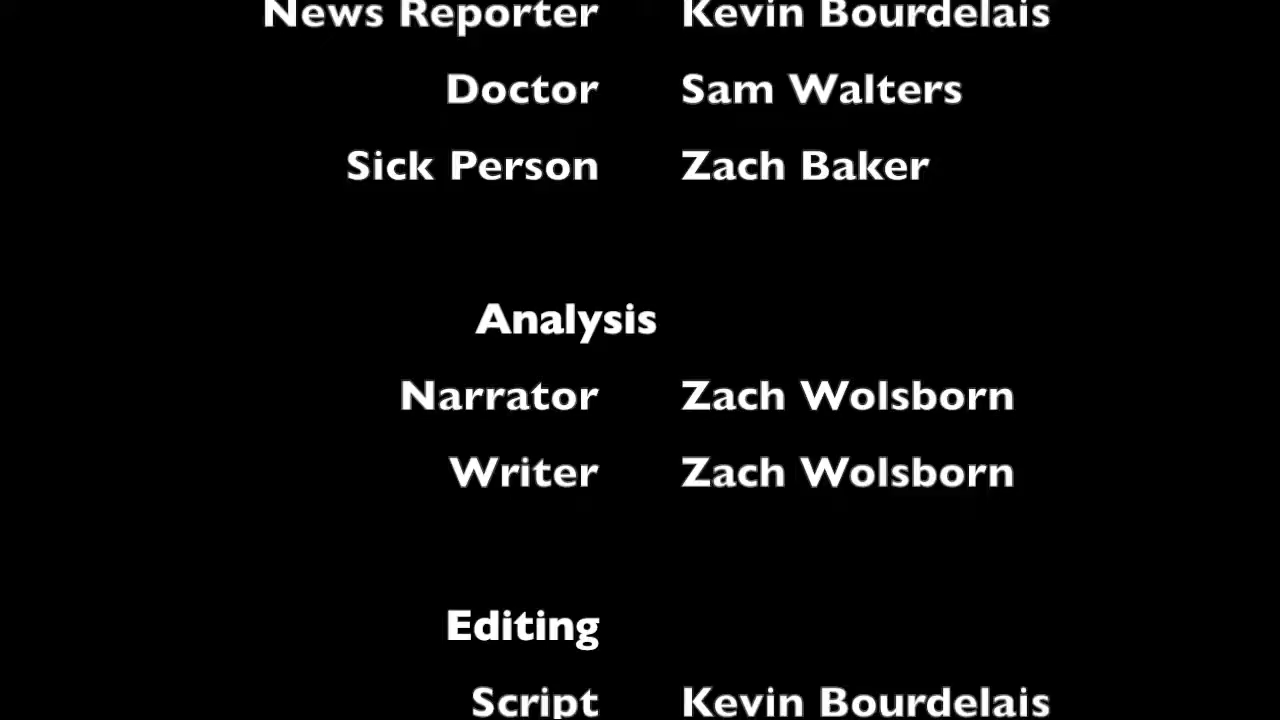 News Reporter Kevin Bourdelais
Doctor Sam Walters
Sick Person Zach Baker
Analysis
Narrator Zach Wolsborn
Writer Zach Wolsborn
Editing
Script Kevin Bourdelais